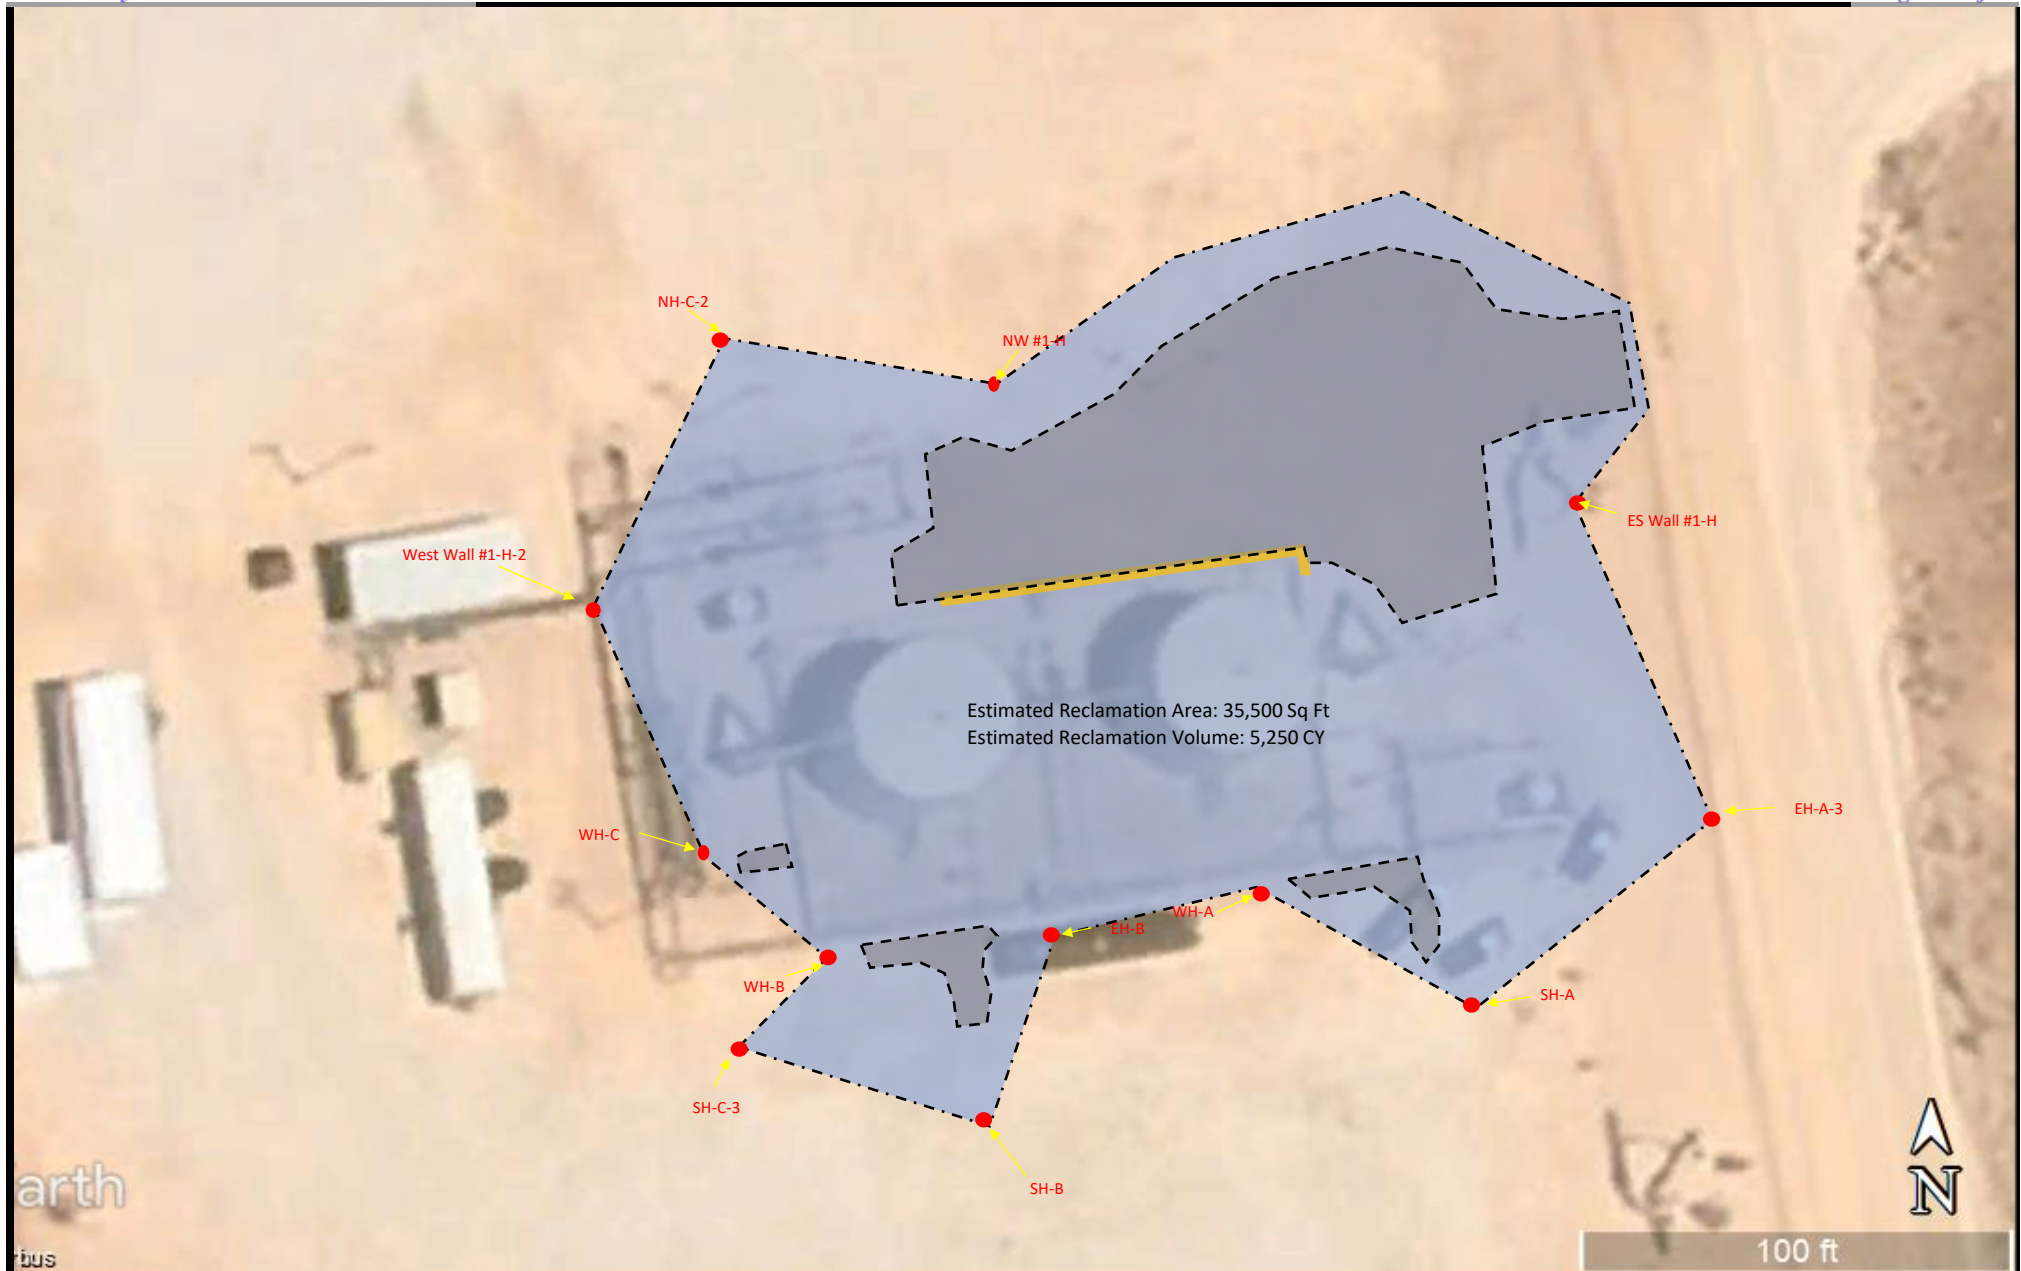 NH-C-2
NW #1-H
ES Wall #1-H
West Wall #1-H-2
Estimated Reclamation Area: 35,500 Sq Ft
Estimated Reclamation Volume: 5,250 CY
EH-A-3
WH-C
WH-A
EH-B
WH-B
SH-A
SH-C-3
SH-B
arth
N
100 ft
bus